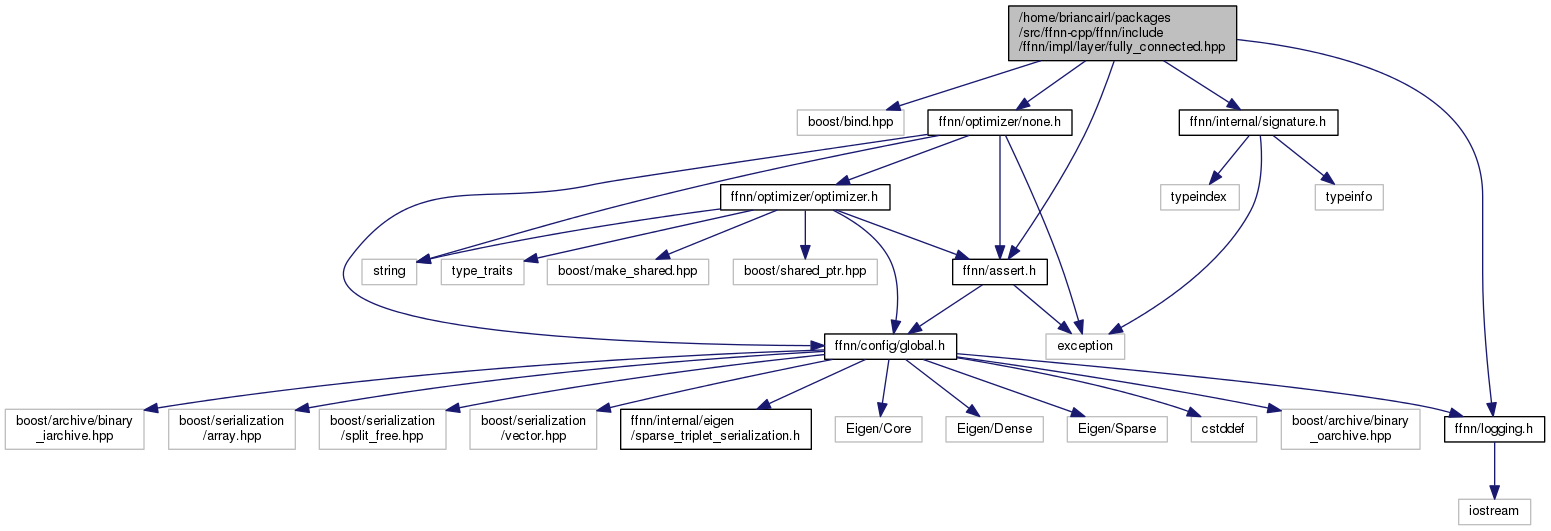 /home/briancairl/packages
/src/ffnn-cpp/ffnn/include
/ffnn/impl/layer/fully_connected.hpp
boost/bind.hpp
ffnn/optimizer/none.h
ffnn/internal/signature.h
ffnn/optimizer/optimizer.h
typeindex
typeinfo
string
type_traits
boost/make_shared.hpp
boost/shared_ptr.hpp
ffnn/assert.h
ffnn/config/global.h
exception
boost/archive/binary
_iarchive.hpp
boost/serialization
/array.hpp
boost/serialization
/split_free.hpp
boost/serialization
/vector.hpp
ffnn/internal/eigen
/sparse_triplet_serialization.h
Eigen/Core
Eigen/Dense
Eigen/Sparse
cstddef
boost/archive/binary
_oarchive.hpp
ffnn/logging.h
iostream